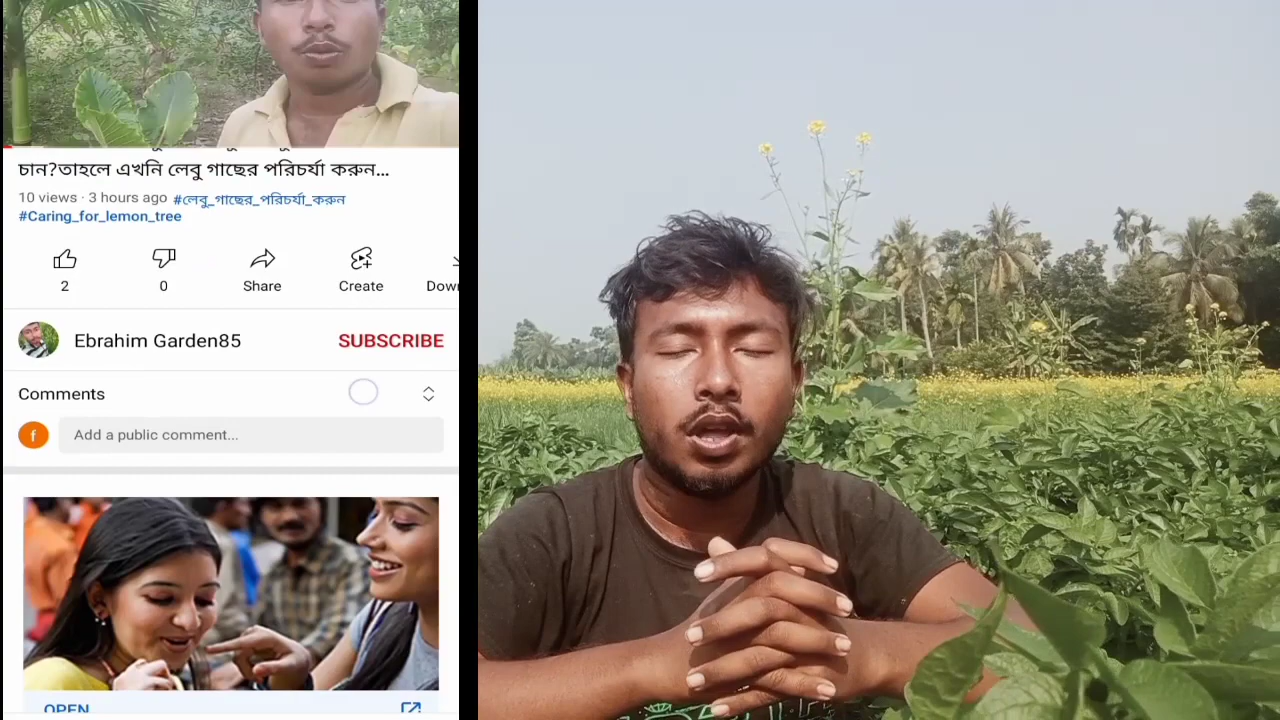 চান?তাহলে এখনি লেবু গাছের পরিচর্যা করুন...
10 views · 3 hours ago #লেবু_গাছের_পরিচর্যা_করুন
#Caring_for_lemon_tree
2
0
Share
Create
Down
Ebrahim Garden85
SUBSCRIBE
Comments
f
Add a public comment...
OPEN